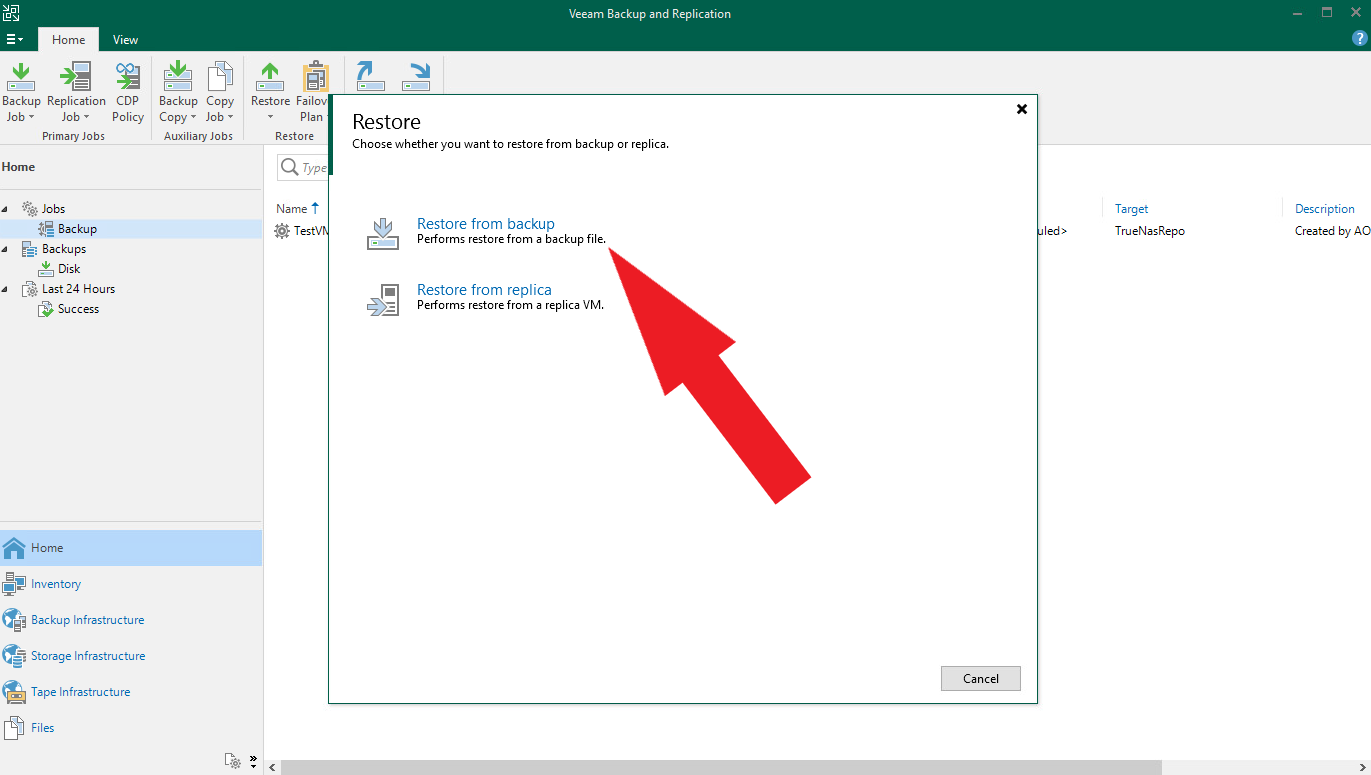 Veeam Backup and Replication
Home View
Backup Job
Replication Job
CDP Policy
Primary Jobs
Backup Copy
Copy Job
Auxiliary Jobs
Restore
Failov Plan
Restore
Home
Jobs
Backup
Backups
Disk
Last 24 Hours
Success
Home
Inventory
Backup Infrastructure
Storage Infrastructure
Tape Infrastructure
Files
Type
Name
TestVM
Restore
Choose whether you want to restore from backup or replica.
Restore from backup
Performs restore from a backup file.
Restore from replica
Performs restore from a replica VM.
Cancel
Target
Description
uled>
TrueNasRepo
Created by AO